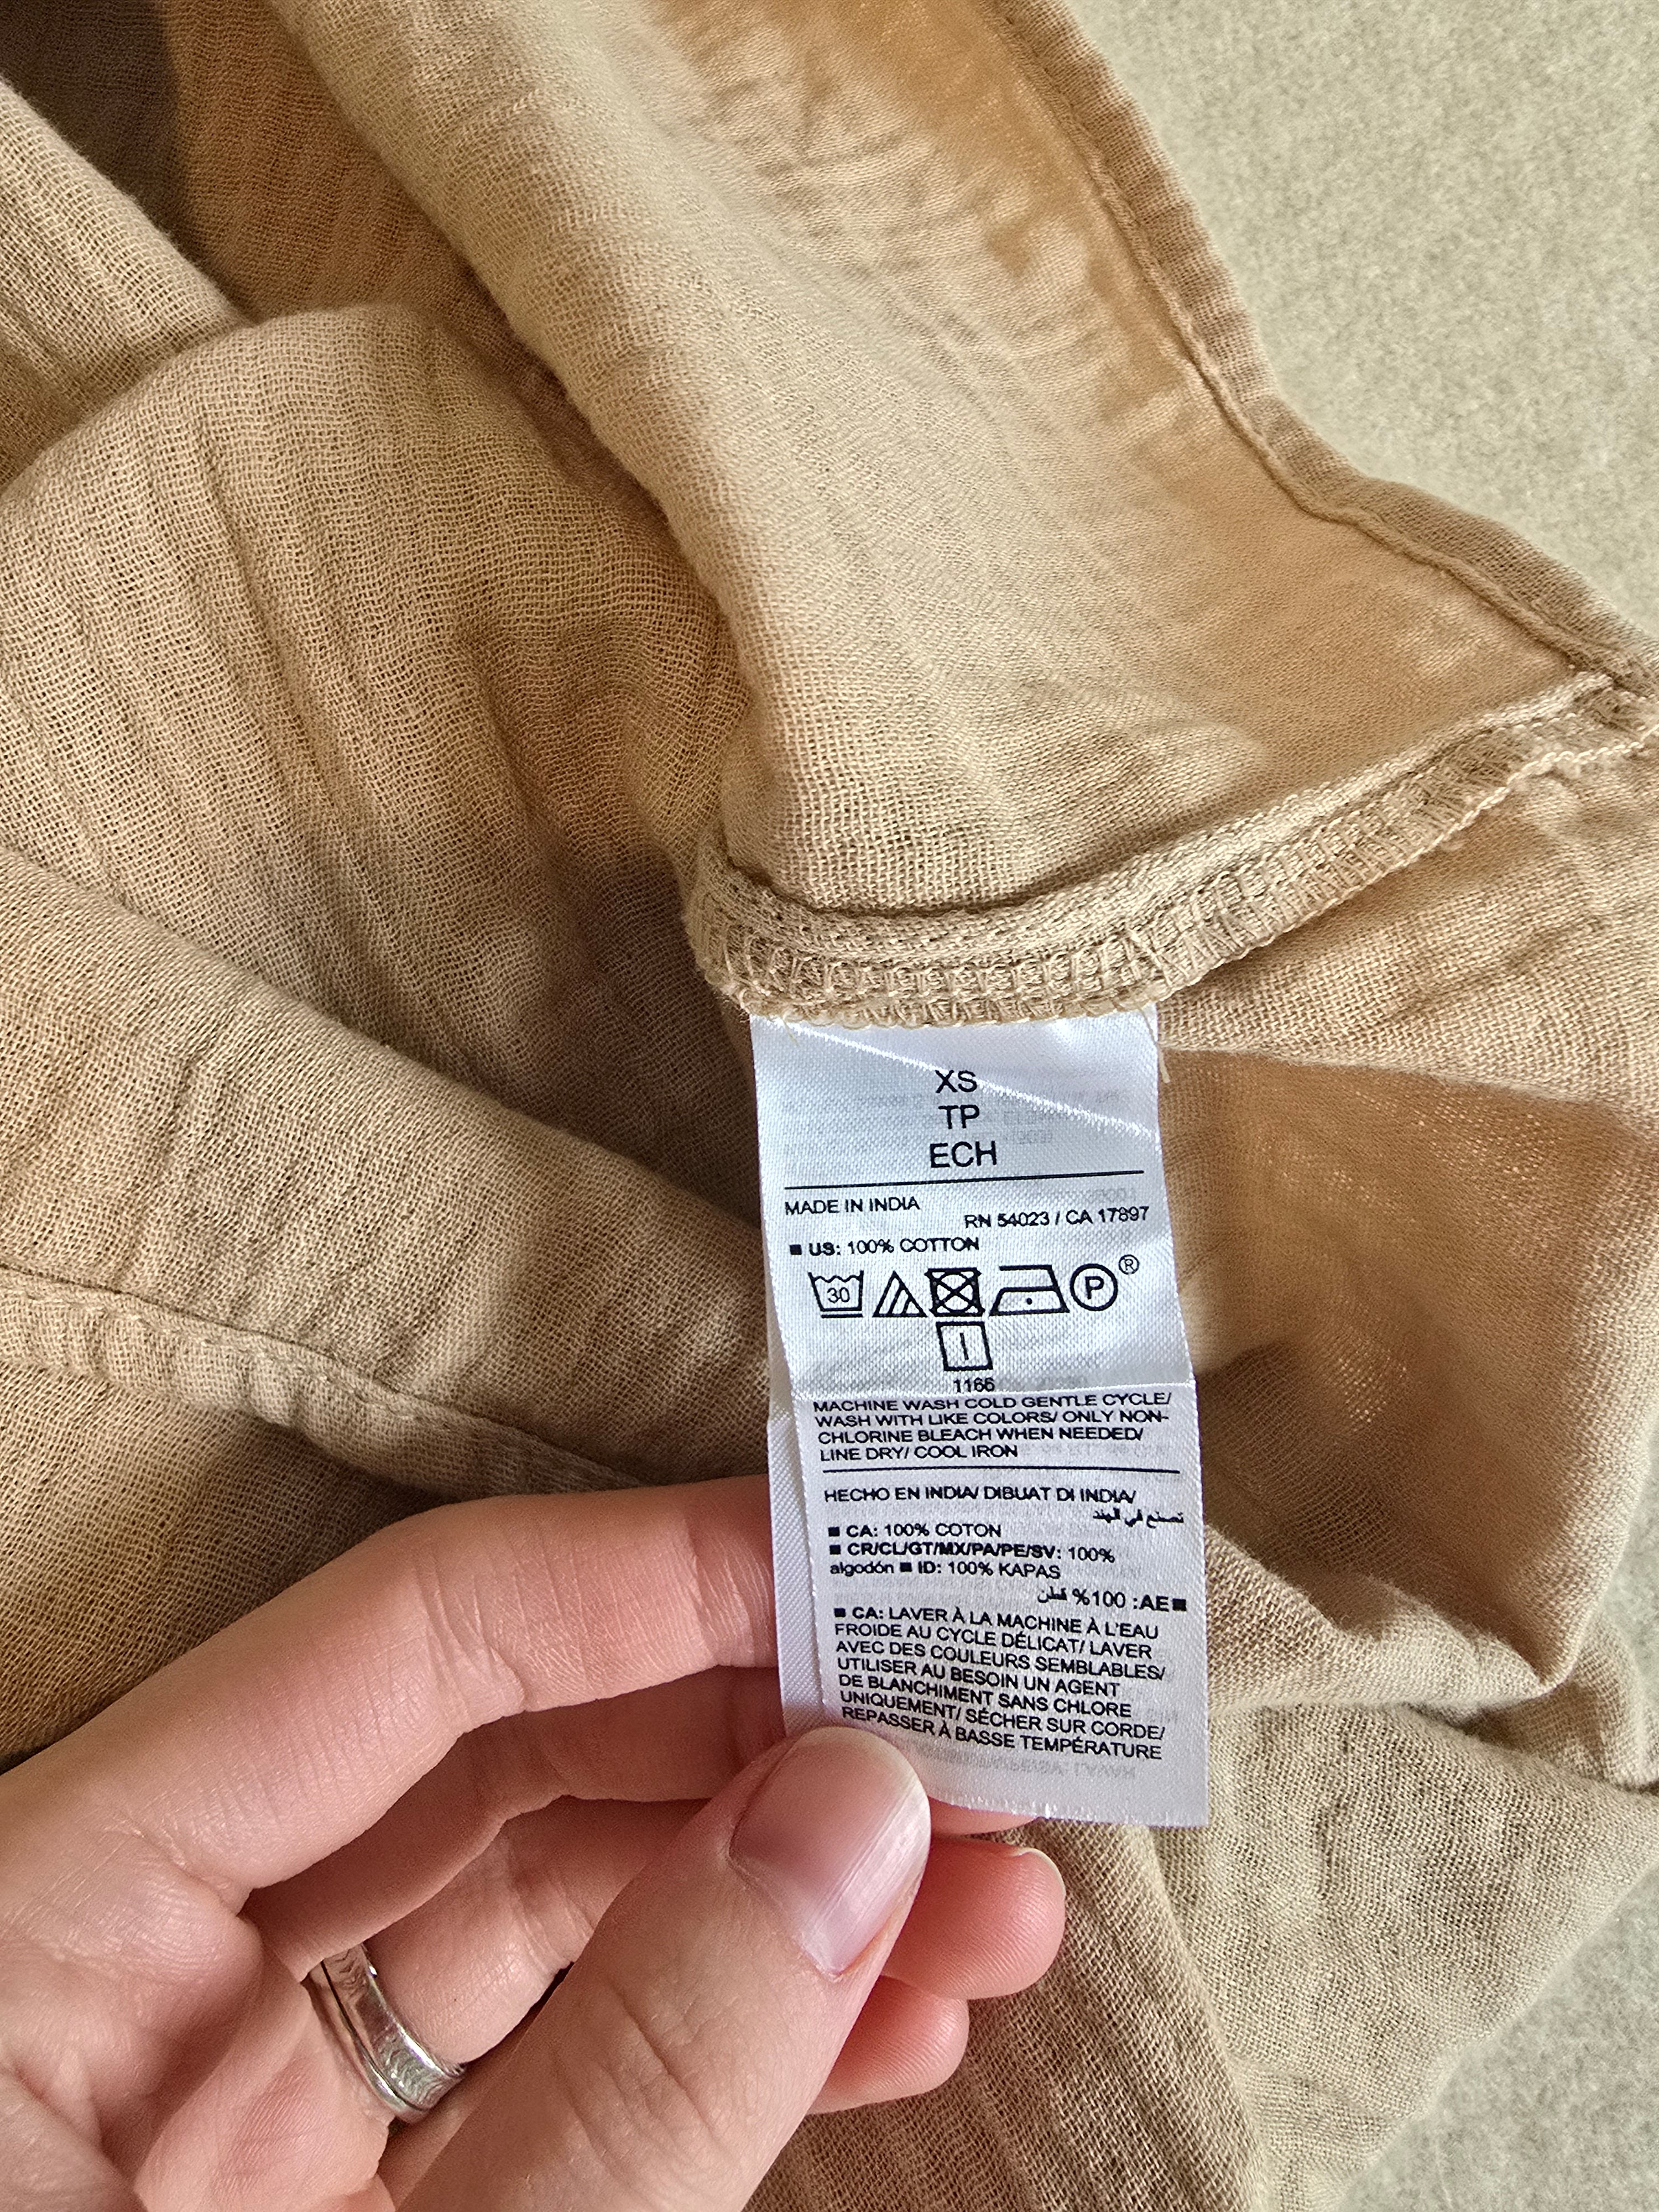 XS
TP
ECH
MADE IN INDIA
RN 54023 / CA 17897
■ US: 100% COTTON
30 P ®
1166
MACHINE WASH COLD GENTLE CYCLE/
WASH WITH LIKE COLORS/ ONLY NON-
CHLORINE BLEACH WHEN NEEDED/
LINE DRY/ COOL IRON
HECHO EN INDIA/ DIBUAT DI INDIA/
تصنع في الهند
■ CA: 100% COTON
■ CR/CL/GT/MX/PA/PE/SV: 100%
algodón ■ ID: 100% KAPAS
■AE: 100% قطن
■ CA: LAVER À LA MACHINE À L'EAU
FROIDE AU CYCLE DÉLICAT/ LAVER
AVEC DES COULEURS SEMBLABLES/
UTILISER AU BESOIN UN AGENT
DE BLANCHIMENT SANS CHLORE
UNIQUEMENT/ SÉCHER SUR CORDE/
REPASSER À BASSE TEMPÉRATURE